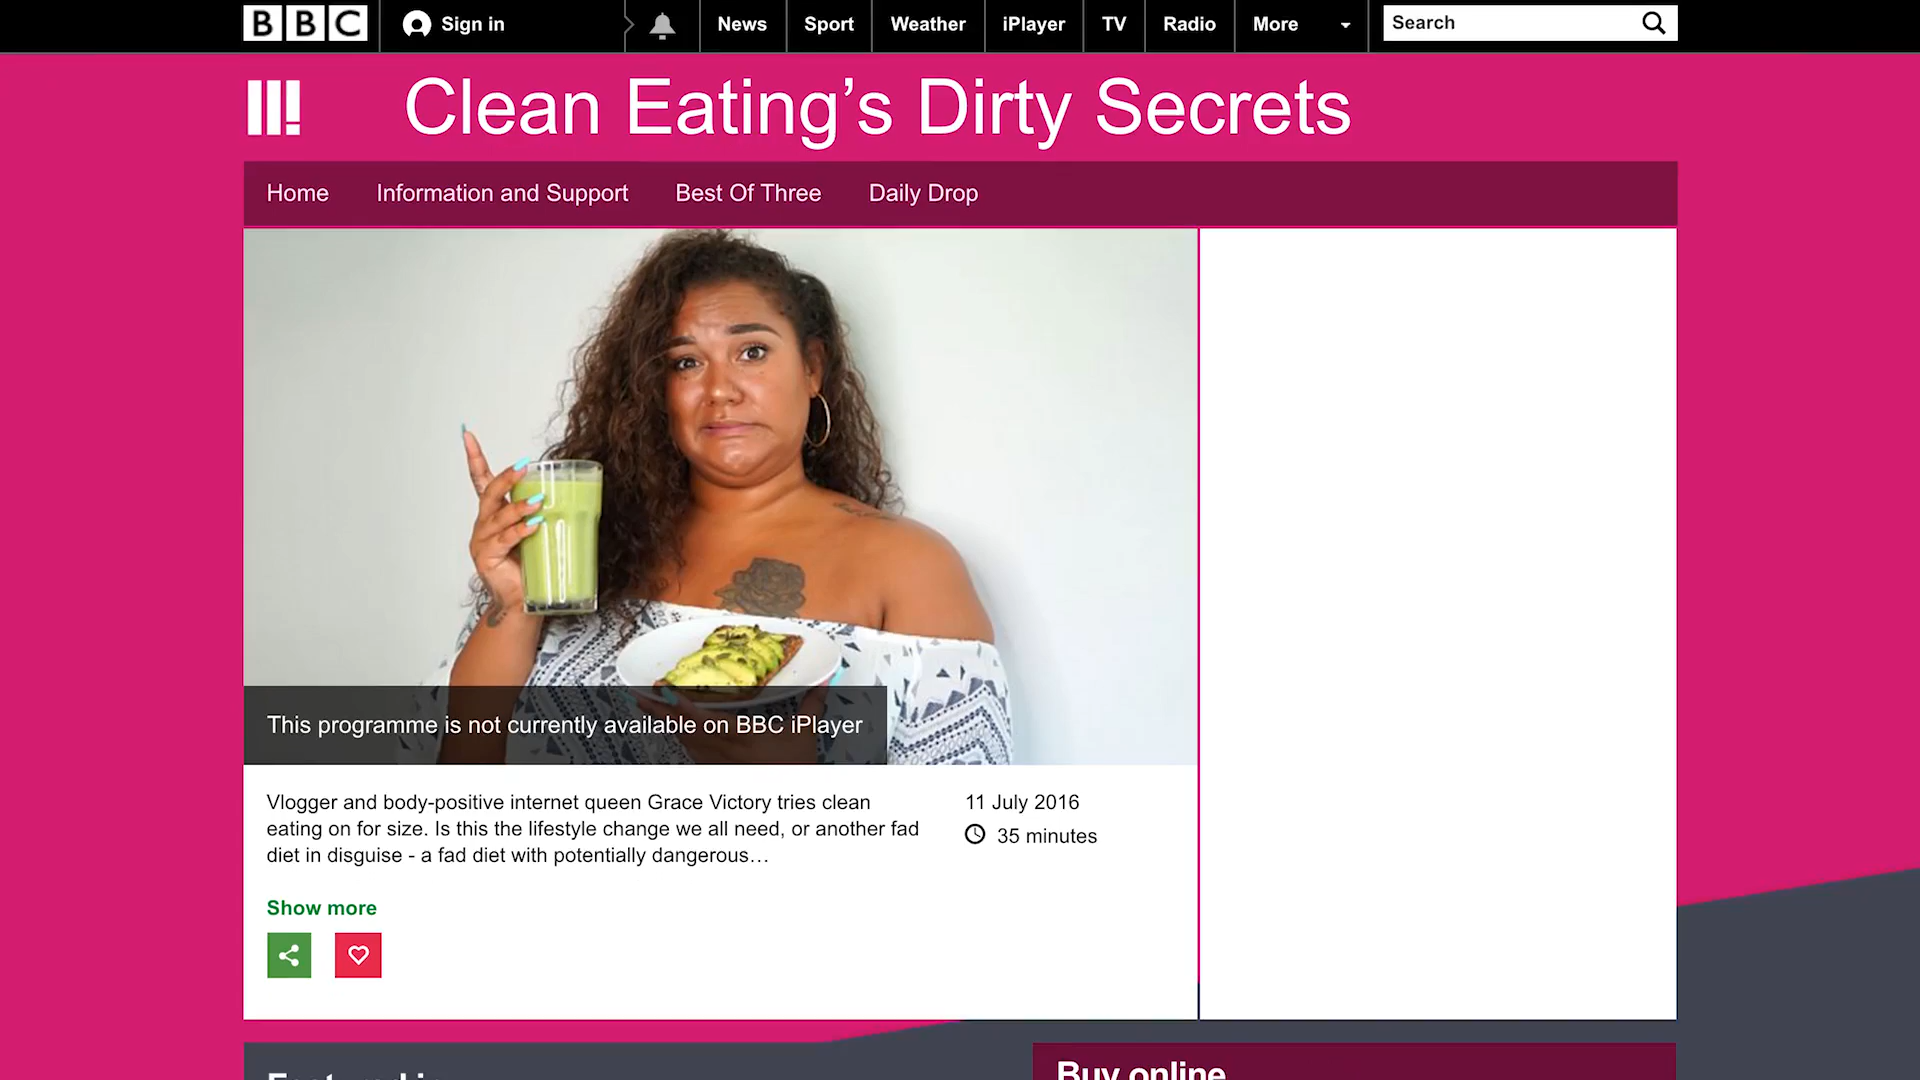 BBC Sign in News Sport Weather iPlayer TV Radio More Search
Clean Eating’s Dirty Secrets
Home Information and Support Best Of Three Daily Drop
This programme is not currently available on BBC iPlayer
Vlogger and body-positive internet queen Grace Victory tries clean
eating on for size. Is this the lifestyle change we all need, or another fad
diet in disguise - a fad diet with potentially dangerous…
11 July 2016
35 minutes
Show more
Buy online